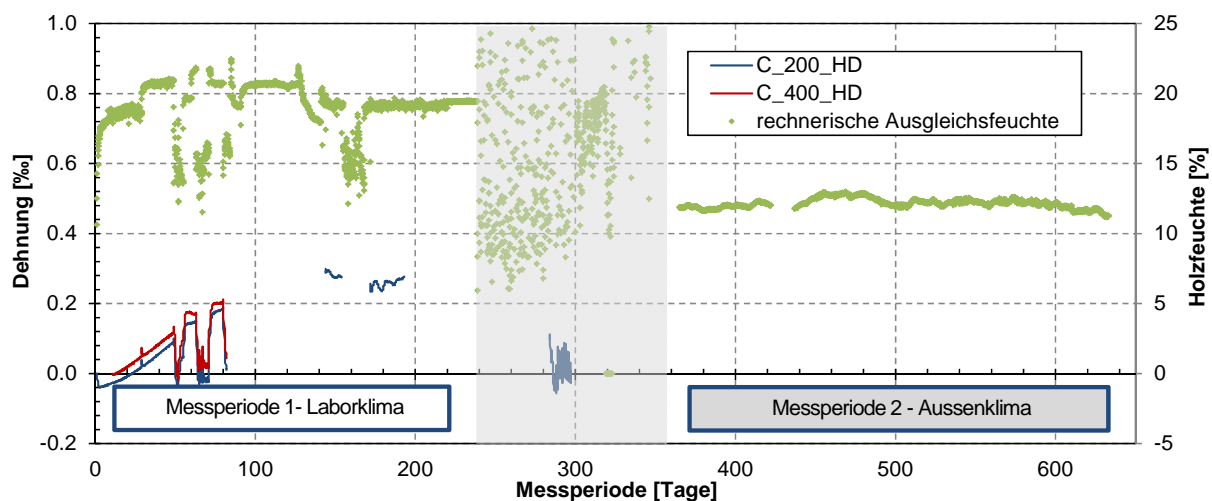 1.0
0.8
0.6
0.4
0.2
0.0
-0.2
Dehnung [‰]
25
20
15
10
5
0
-5
Holzfeuchte [%]
C_200_HD
C_400_HD
rechnerische Ausgleichsfeuchte
Messperiode 1- Laborklima
Messperiode 2 - Aussenklima
0 100 200 300 400 500 600
Messperiode [Tage]